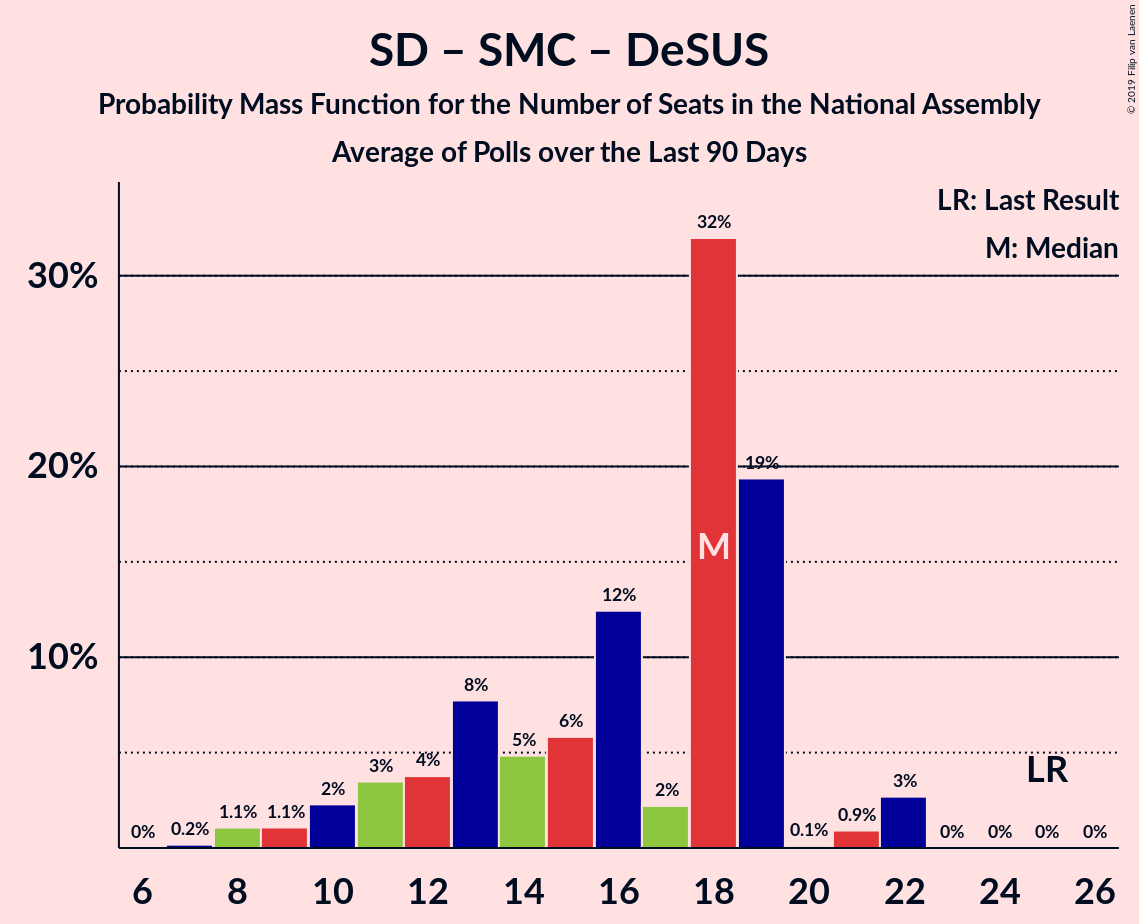 SD – SMC – DeSUS
Probability Mass Function for the Number of Seats in the National Assembly
Average of Polls over the Last 90 Days
© 2019 Filip van Laenen
LR: Last Result
M: Median
30%
20%
10%
0%
0.2%
1.1%
1.1%
2%
3%
4%
8%
5%
6%
12%
2%
32%
19%
0.1%
0.9%
3%
0%
0%
0%
0%
M
LR
6 8 10 12 14 16 18 20 22 24 26